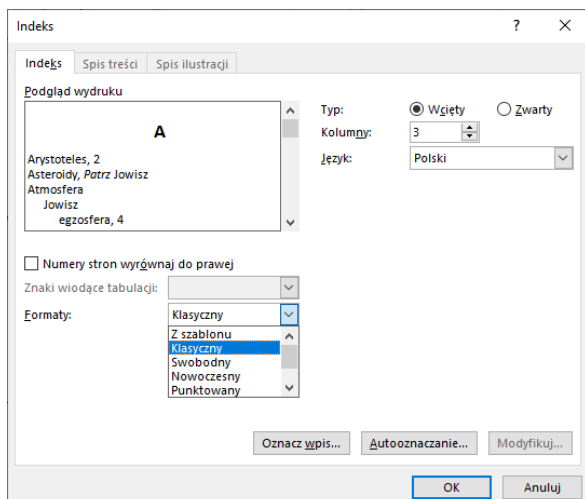 Indeks ? ×
Indeks Spis treści Spis ilustracji
Podgląd wydruku
A
Arystoteles, 2
Asteroidy, Patrz Jowisz
Atmosfera
Jowisz
egzosfera, 4
Typ: Wcięty Zwarty
Kolumny: 3
Język: Polski
Numery stron wyrównaj do prawej
Znaki wiodące tabulacji:
Formaty: Klasyczny
Z szablonu
Klasyczny
Swobodny
Nowoczesny
Punktowany
Oznacz wpis... Autooznaczanie... Modyfikuj...
OK Anuluj